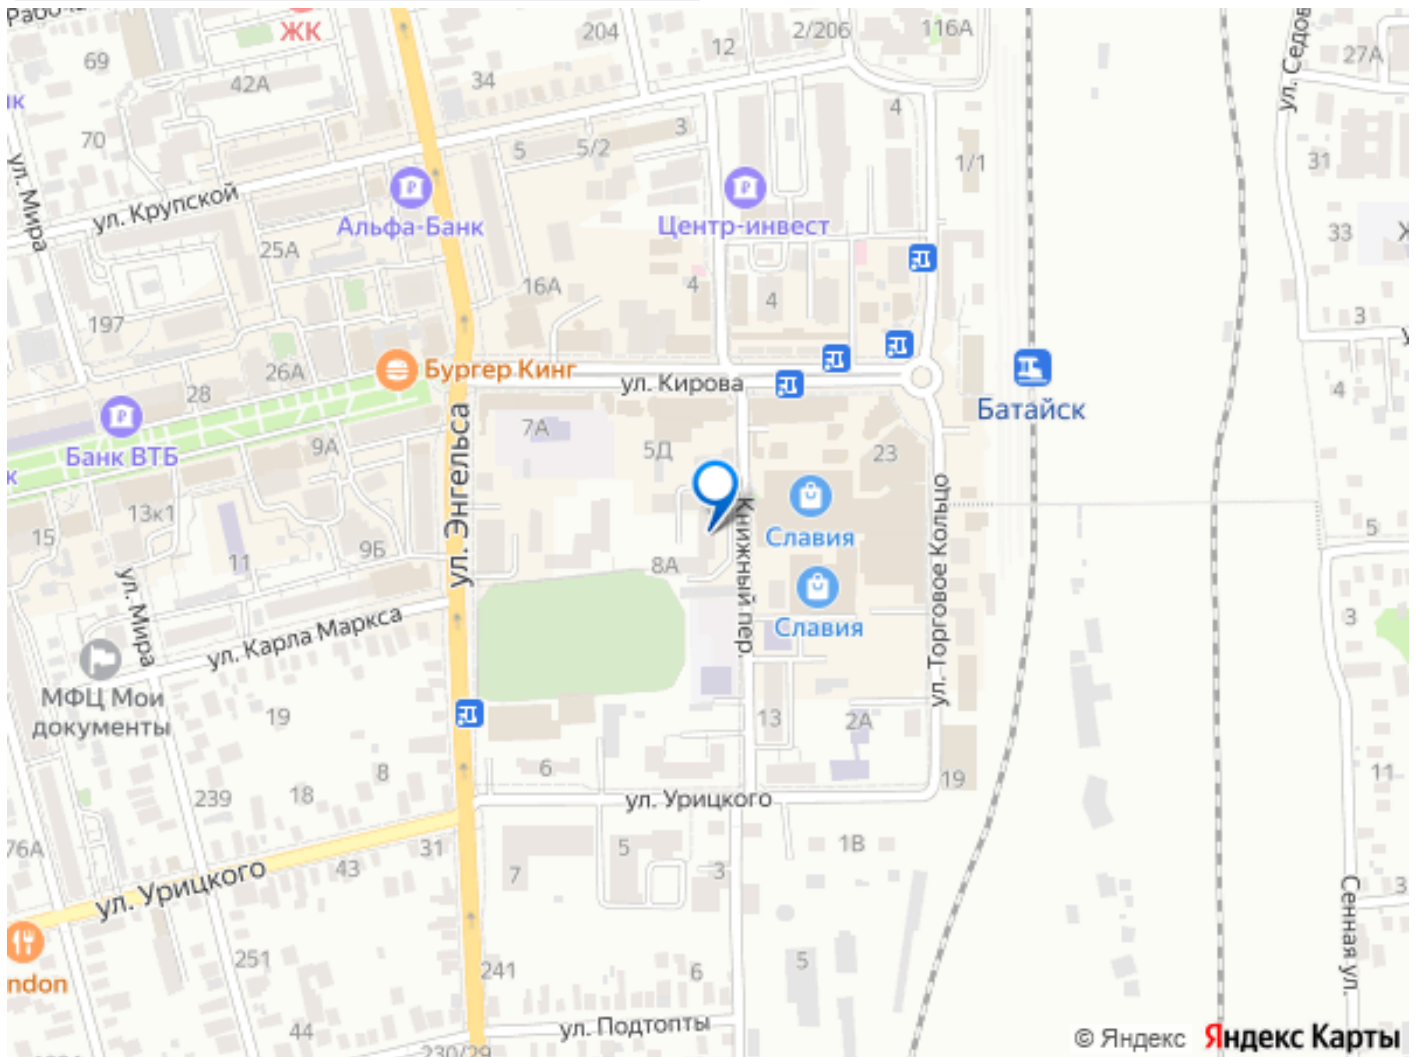 ЖК
69
42А
34
204
12
2/206
116А
ул. Седов
27А
70
5
5/2
3
4
1/1
31
ул. Мира
ул. Крупской
Альфа-Банк
Центр-инвест
25А
33
16А
4
4
197
3
26А
Бургер Кинг
ул. Кирова
28
4
Батайск
Банк ВТБ
9А
7А
5Д
23
ул. Энгельса
15
13к1
11
9Б
Славия
5
8А
Книжный пер.
Славия
ул. Торговое Кольцо
3
ул. Мира
ул. Карла Маркса
МФЦ Мои
документы
19
13
2А
8
6
19
11
239
18
ул. Урицкого
76А
31
43
5
1В
7
3
ул. Урицкого
3
Сенная ул.
251
241
6
5
ndon
44
ул. Подтопты
230/29
© Яндекс Яндекс Карты